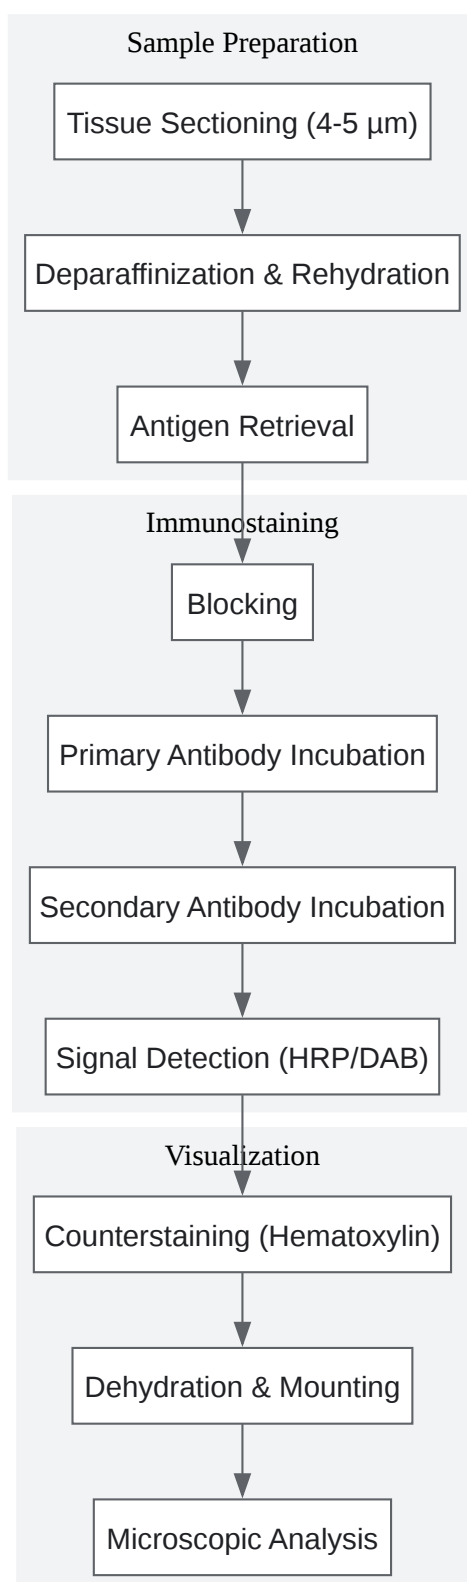 Sample Preparation
Tissue Sectioning (4-5 µm)
Deparaffinization & Rehydration
Antigen Retrieval
Immunostaining
Blocking
Primary Antibody Incubation
Secondary Antibody Incubation
Signal Detection (HRP/DAB)
Visualization
Counterstaining (Hematoxylin)
Dehydration & Mounting
Microscopic Analysis